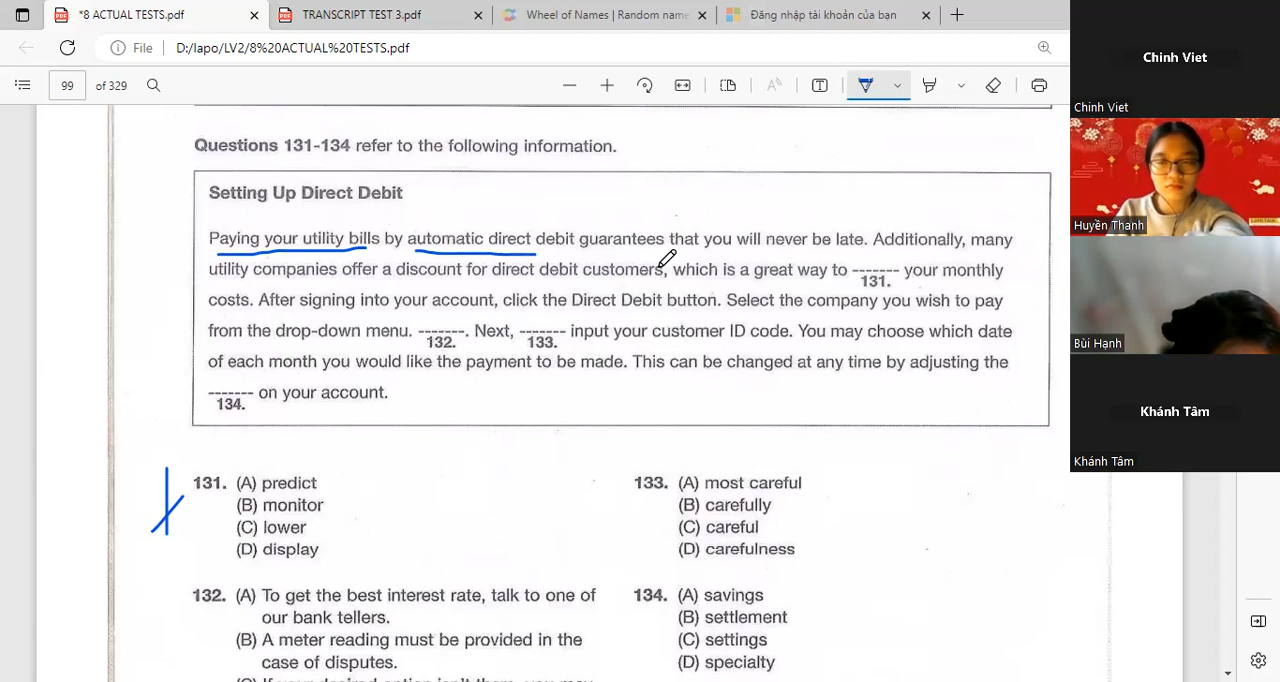 *8 ACTUAL TESTS.pdf
TRANSCRIPT TEST 3.pdf
Wheel of Names | Random name
Đăng nhập tài khoản của bạn
File
D:/lapo/LV2/8%20ACTUAL%20TESTS.pdf
99 of 329
Questions 131-134 refer to the following information.
Setting Up Direct Debit
Paying your utility bills by automatic direct debit guarantees that you will never be late. Additionally, many
utility companies offer a discount for direct debit customers, which is a great way to ------- your monthly
131.
costs. After signing into your account, click the Direct Debit button. Select the company you wish to pay
from the drop-down menu. -------. Next, ------- input your customer ID code. You may choose which date
132. 133.
of each month you would like the payment to be made. This can be changed at any time by adjusting the
------- on your account.
134.
131. (A) predict
(B) monitor
(C) lower
(D) display
132. (A) To get the best interest rate, talk to one of
our bank tellers.
(B) A meter reading must be provided in the
case of disputes.
(C) If your desired option isn't there, you may
133. (A) most careful
(B) carefully
(C) careful
(D) carefulness
134. (A) savings
(B) settlement
(C) settings
(D) specialty
Chinh Viet
Chinh Viet
Huyền Thanh
Bùi Hạnh
Khánh Tâm
Khánh Tâm